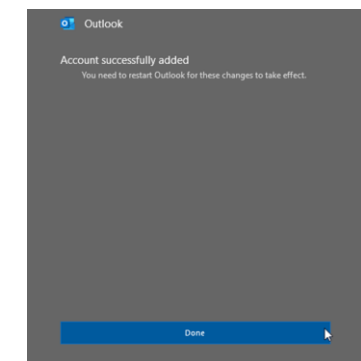 Outlook
Account successfully added
You need to restart Outlook for these changes to take effect.
Done